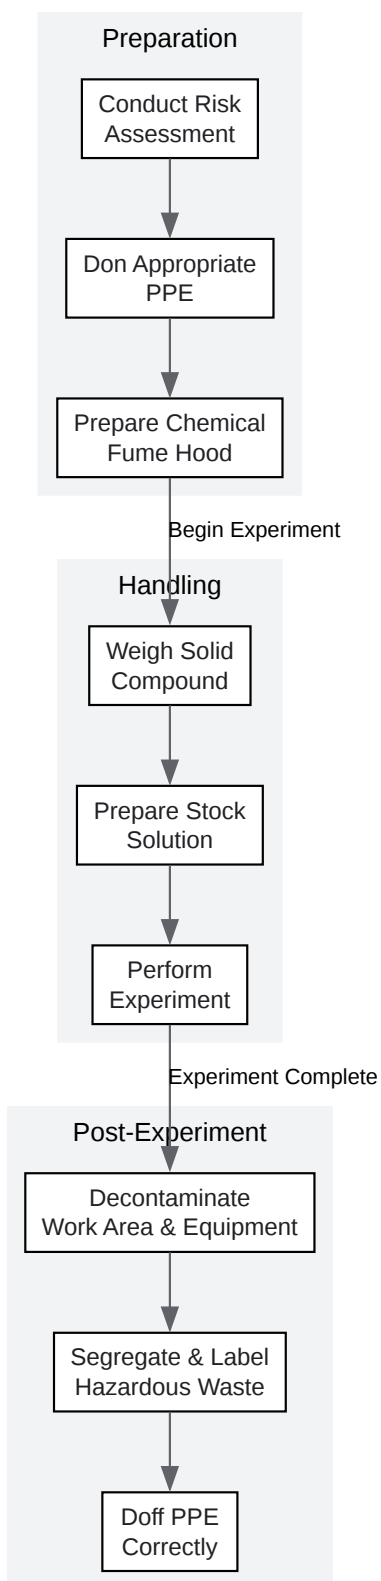 Preparation
Conduct Risk
Assessment
Don Appropriate
PPE
Prepare Chemical
Fume Hood
Begin Experiment
Handling
Weigh Solid
Compound
Prepare Stock
Solution
Perform
Experiment
Experiment Complete
Post-Experiment
Decontaminate
Work Area & Equipment
Segregate & Label
Hazardous Waste
Doff PPE
Correctly